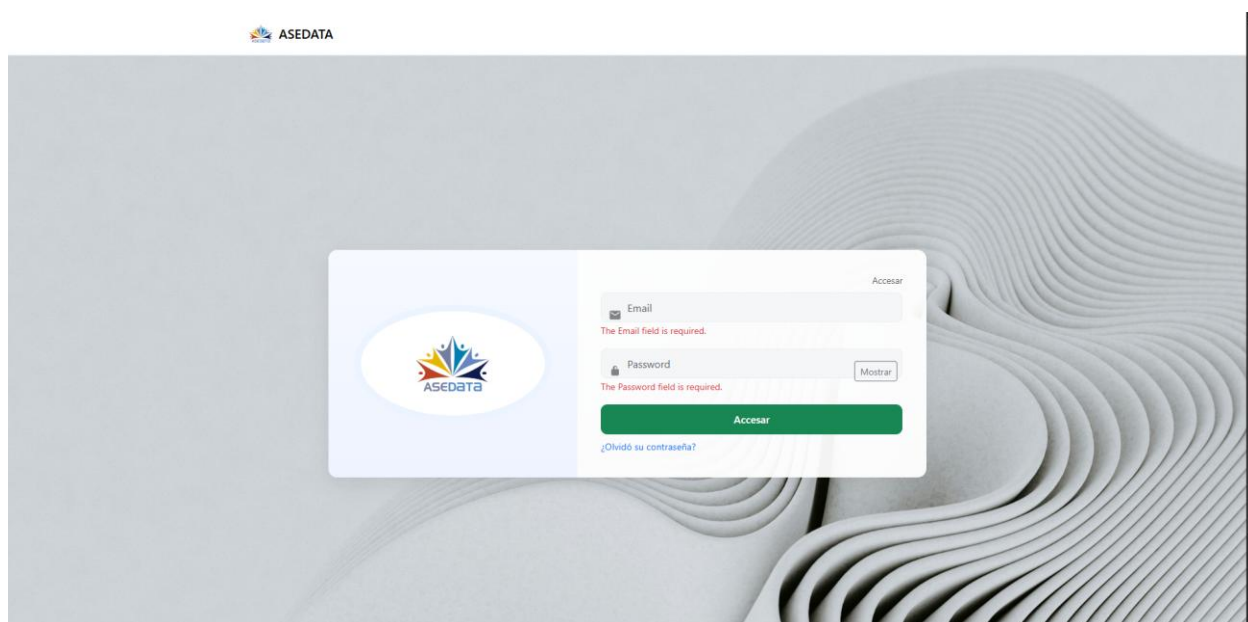 ASEDATA
Accesar
Email
The Email field is required.
ASEDATA
Password
Mostrar
The Password field is required.
Accesar
¿Olvidó su contraseña?